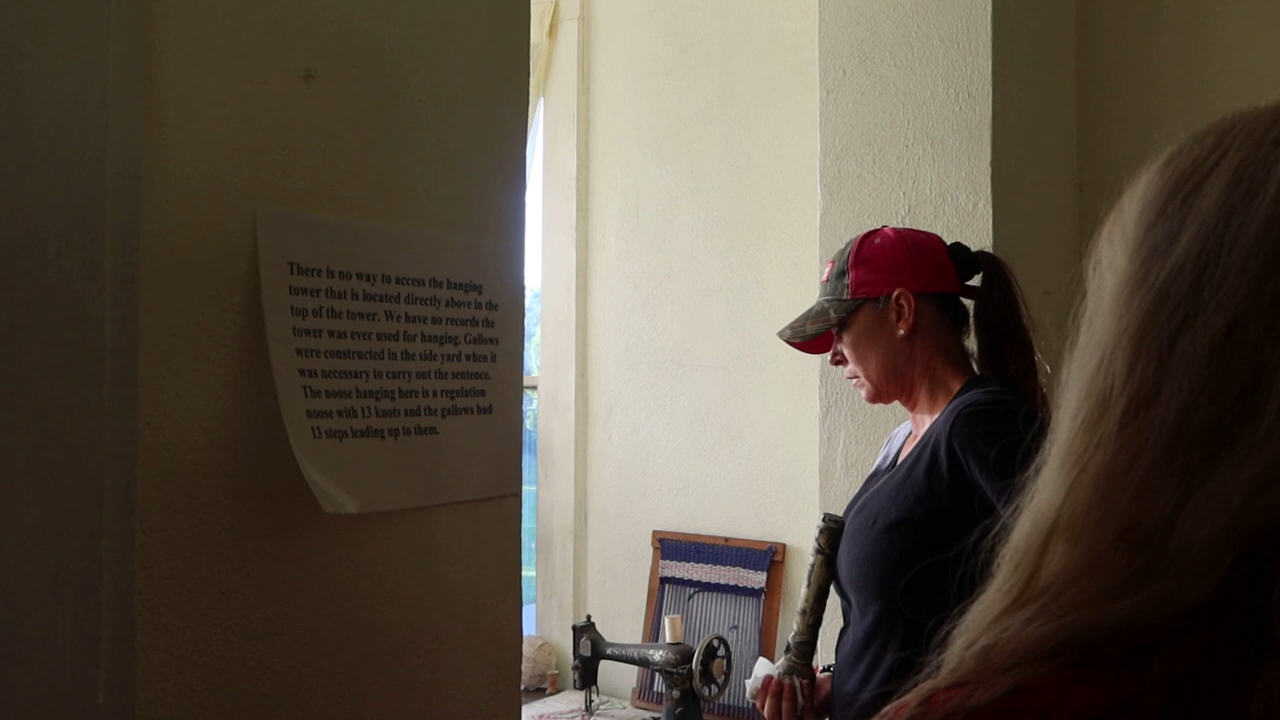 There is no way to access the hanging
tower that is located directly above in the
top of the tower. We have no records the
tower was ever used for hanging. Gallows
were constructed in the side yard when it
was necessary to carry out the sentence.
The noose hanging here is a regulation
noose with 13 knots and the gallows had
13 steps leading up to them.